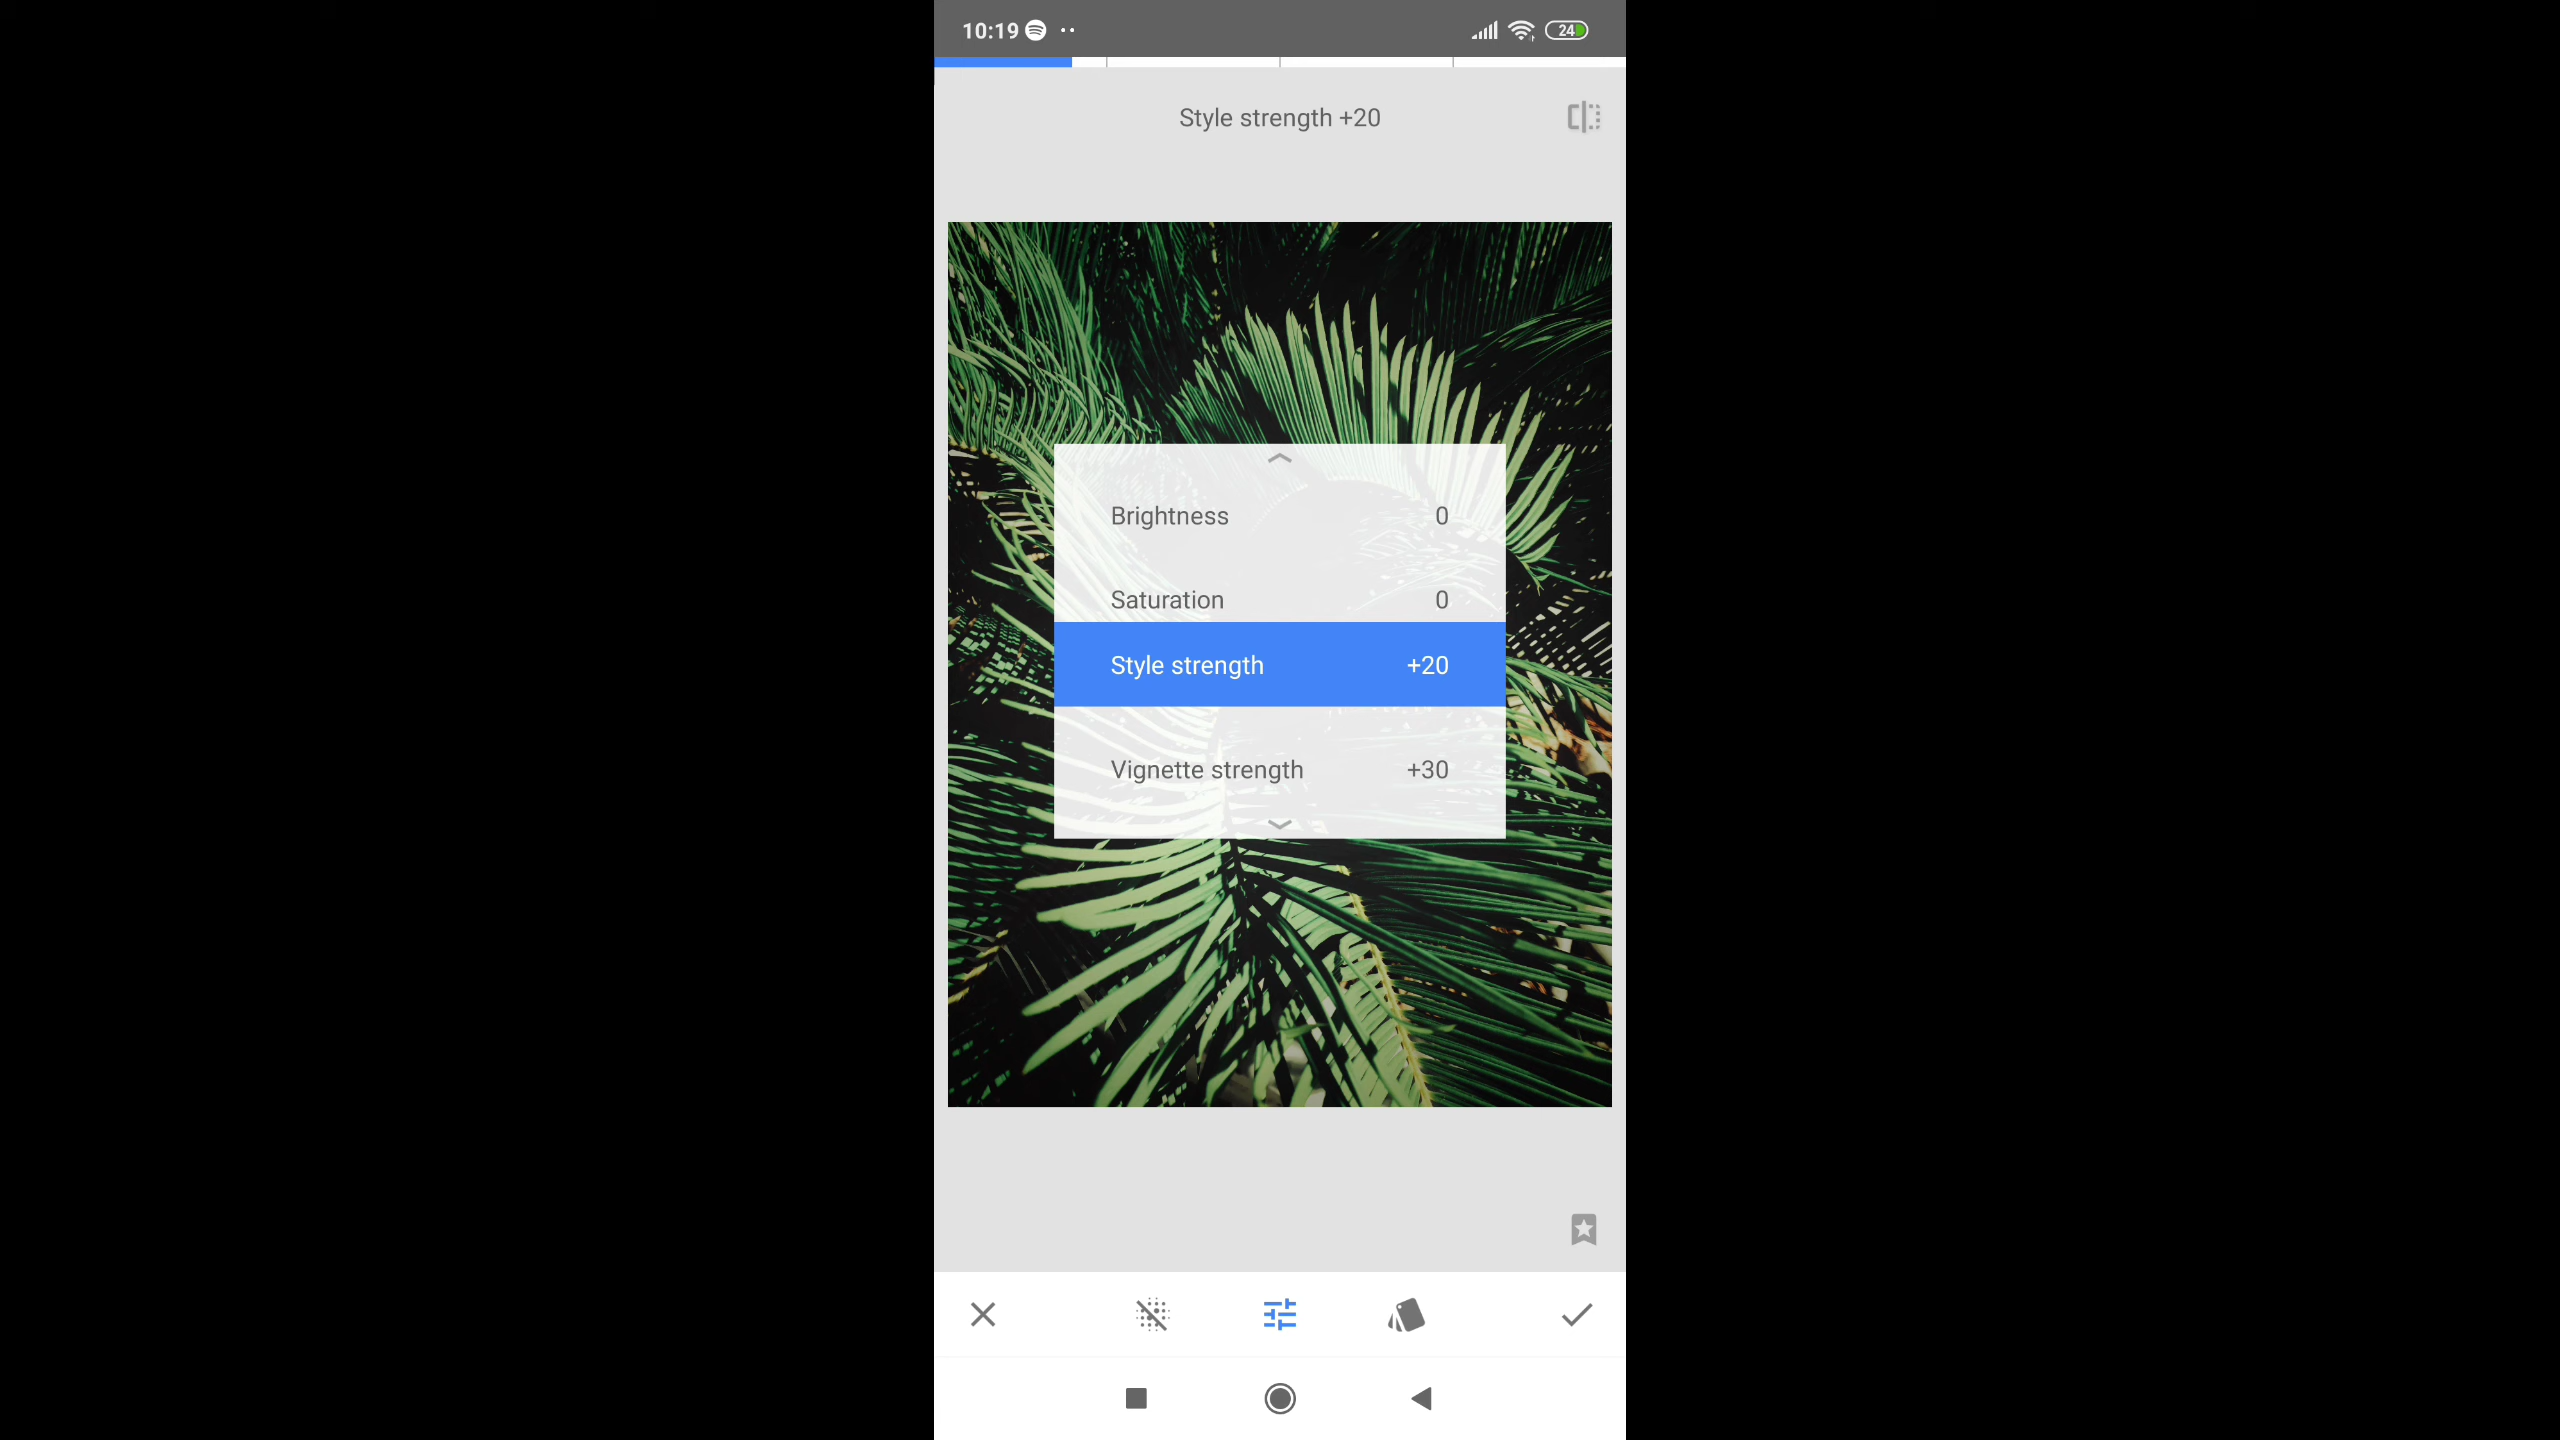 10:19
24
Style strength +20
Brightness 0
Saturation 0
Style strength +20
Vignette strength +30